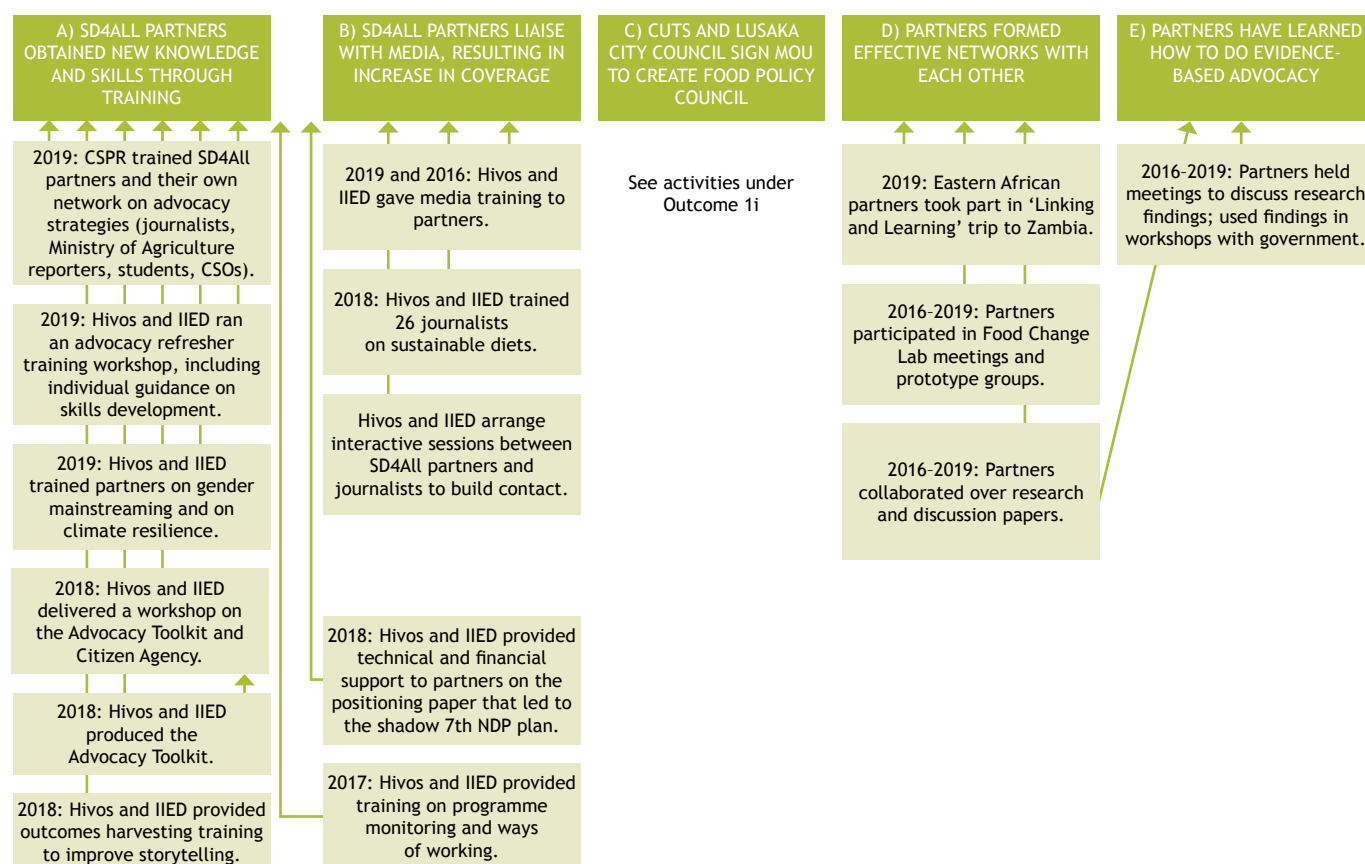 A) SD4ALL PARTNERS
OBTAINED NEW KNOWLEDGE
AND SKILLS THROUGH
TRAINING
2019: CSPR trained SD4All
partners and their own
network on advocacy
strategies (journalists,
Ministry of Agriculture
reporters, students, CSOs).
2019: Hivos and IIED ran
an advocacy refresher
training workshop, including
individual guidance on
skills development.
2019: Hivos and IIED
trained partners on gender
mainstreaming and on
climate resilience.
2018: Hivos and IIED
delivered a workshop on
the Advocacy Toolkit and
Citizen Agency.
2018: Hivos and IIED
produced the
Advocacy Toolkit.
2018: Hivos and IIED provided
outcomes harvesting training
to improve storytelling.
B) SD4ALL PARTNERS LIAISE
WITH MEDIA, RESULTING IN
INCREASE IN COVERAGE
2019 and 2016: Hivos and
IIED gave media training to
partners.
2018: Hivos and IIED trained
26 journalists
on sustainable diets.
Hivos and IIED arrange
interactive sessions between
SD4All partners and
journalists to build contact.
2018: Hivos and IIED provided
technical and financial
support to partners on the
positioning paper that led to
the shadow 7th NDP plan.
2017: Hivos and IIED provided
training on programme
monitoring and ways
of working.
C) CUTS AND LUSAKA
CITY COUNCIL SIGN MOU
TO CREATE FOOD POLICY
COUNCIL
See activities under
Outcome 1i
D) PARTNERS FORMED
EFFECTIVE NETWORKS WITH
EACH OTHER
2019: Eastern African
partners took part in ‘Linking
and Learning’ trip to Zambia.
2016–2019: Partners
participated in Food Change
Lab meetings and
prototype groups.
2016–2019: Partners
collaborated over research
and discussion papers.
E) PARTNERS HAVE LEARNED
HOW TO DO EVIDENCE-
BASED ADVOCACY
2016–2019: Partners held
meetings to discuss research
findings; used findings in
workshops with government.